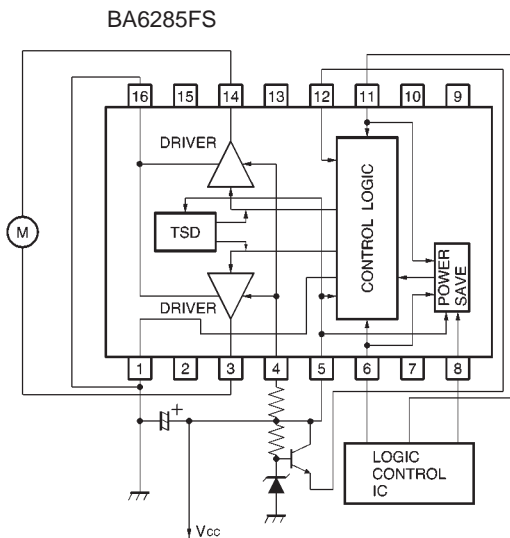 BA6285FS
16 15 14 13 12 11 10 9
DRIVER
CONTROL LOGIC
M
TSD
POWER
SAVE
DRIVER
1 2 3 4 5 6 7 8
+
LOGIC
CONTROL
IC
Vcc